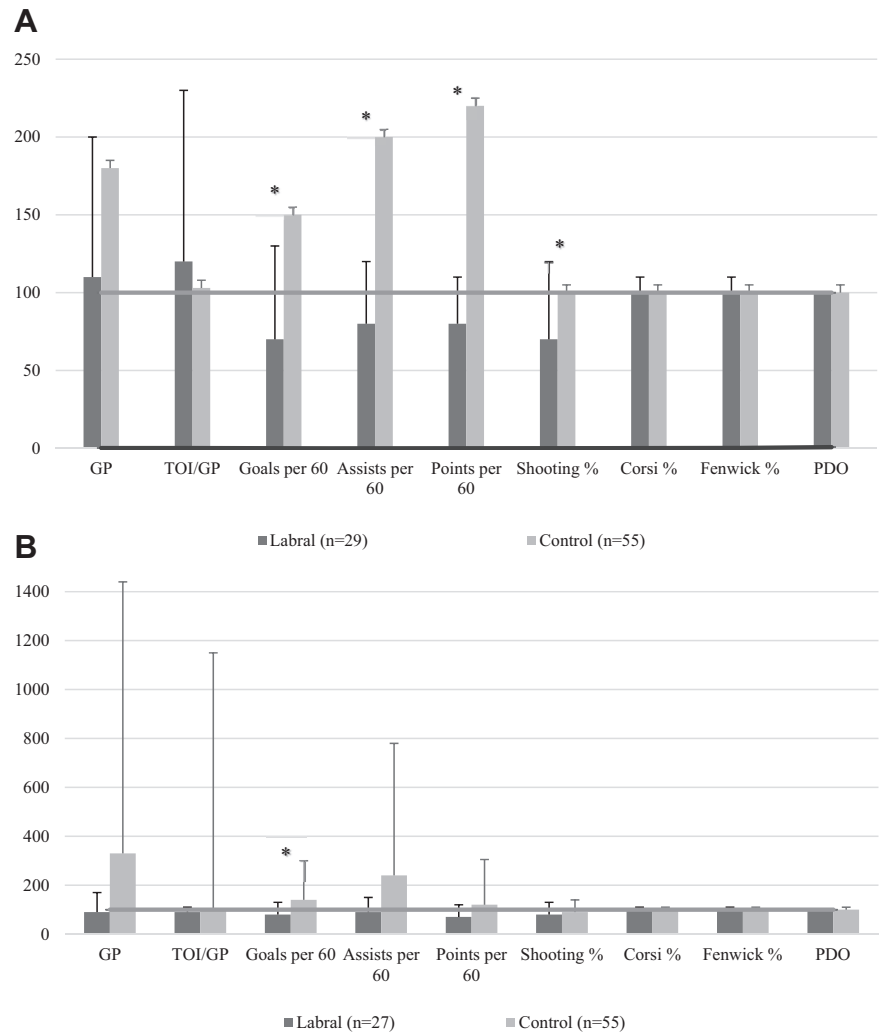 A
250
200
150
100
50
0
* * * *
GP TOI/GP Goals per 60 Assists per 60 Points per 60 Shooting % Corsi % Fenwick % PDO
Labral (n=29) Control (n=55)
B
1400
1200
1000
800
600
400
200
0
*
GP TOI/GP Goals per 60 Assists per 60 Points per 60 Shooting % Corsi % Fenwick % PDO
Labral (n=27) Control (n=55)